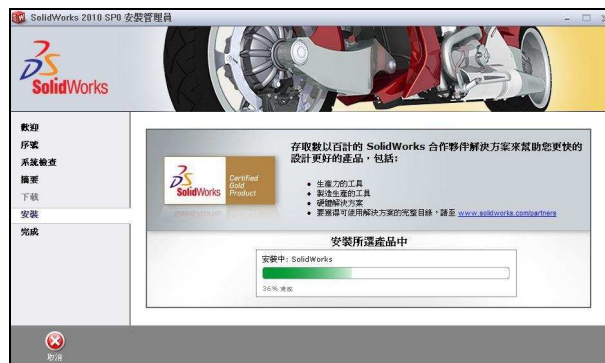 SolidWorks 2010 SP0 安裝管理員
SolidWorks
歡迎
序號
系統檢查
摘要
下載
安裝
完成
存取數以百計的 SolidWorks 合作夥伴解決方案來幫助您更快的
設計更好的產品，包括:
SolidWorks
Certified
Gold
Product
• 生產力的工具
• 製造生產的工具
• 硬體解決方案
• 要獲得可使用解決方案的完整目錄，請至 www.solidworks.com/partners
安裝所選產品中
安裝中: SolidWorks
36% 完成
取消